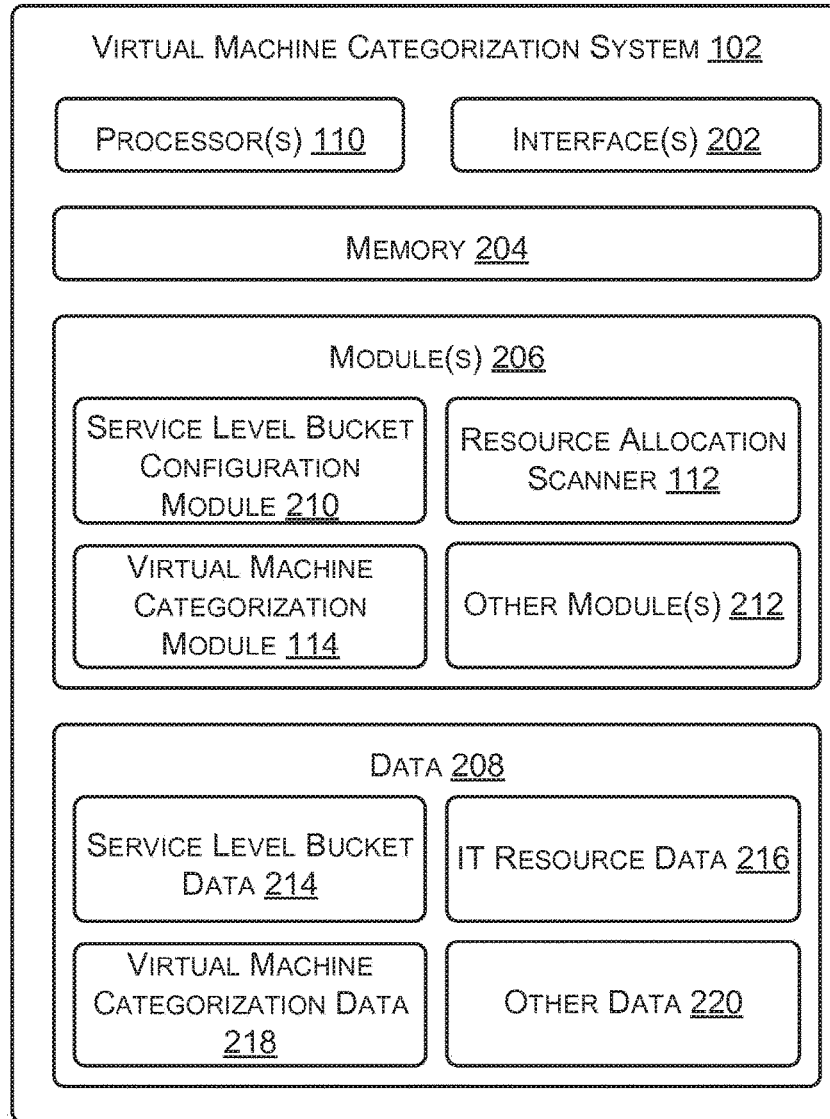 VIRTUAL MACHINE CATEGORIZATION SYSTEM 102
PROCESSOR(S) 110
INTERFACE(S) 202
MEMORY 204
MODULE(S) 206
SERVICE LEVEL BUCKET
CONFIGURATION
MODULE 210
RESOURCE ALLOCATION
SCANNER 112
VIRTUAL MACHINE
CATEGORIZATION
MODULE 114
OTHER MODULE(S) 212
DATA 208
SERVICE LEVEL BUCKET
DATA 214
IT RESOURCE DATA 216
VIRTUAL MACHINE
CATEGORIZATION DATA
218
OTHER DATA 220